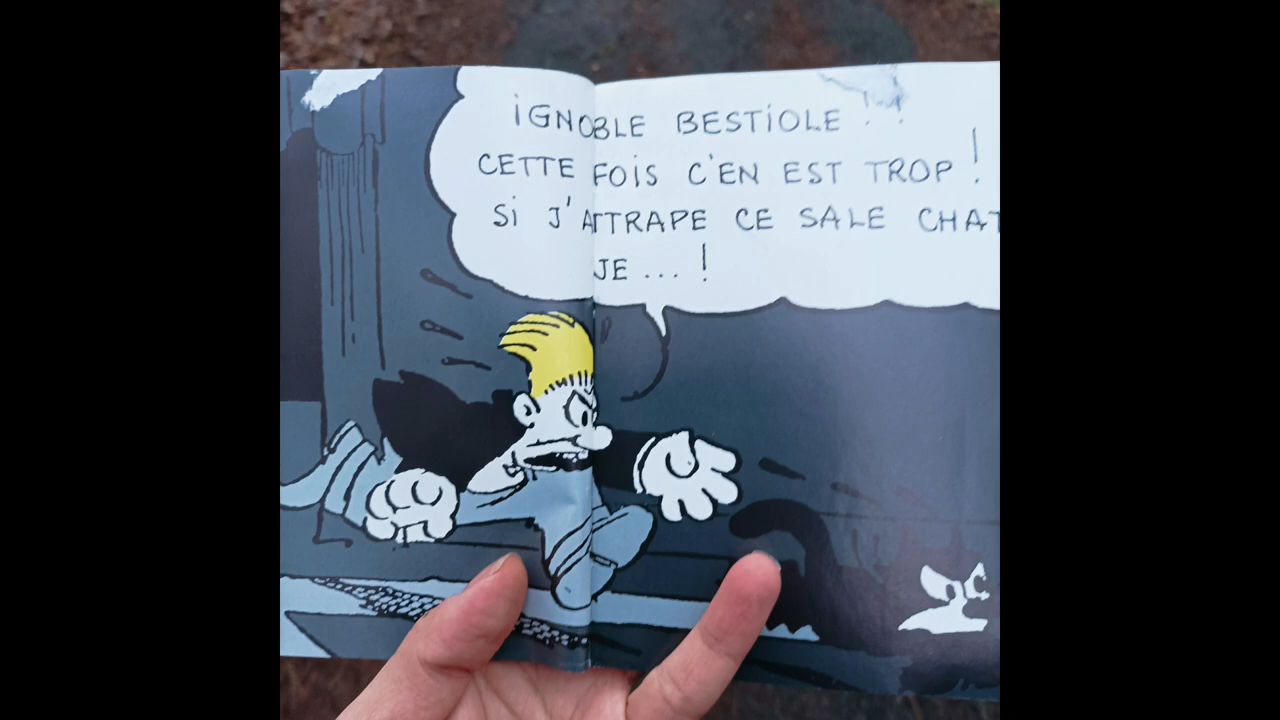 IGNOBLE BESTIOLE !!
CETTE FOIS C'EN EST TROP !
SI J'ATTRAPE CE SALE CHAT
JE ... !